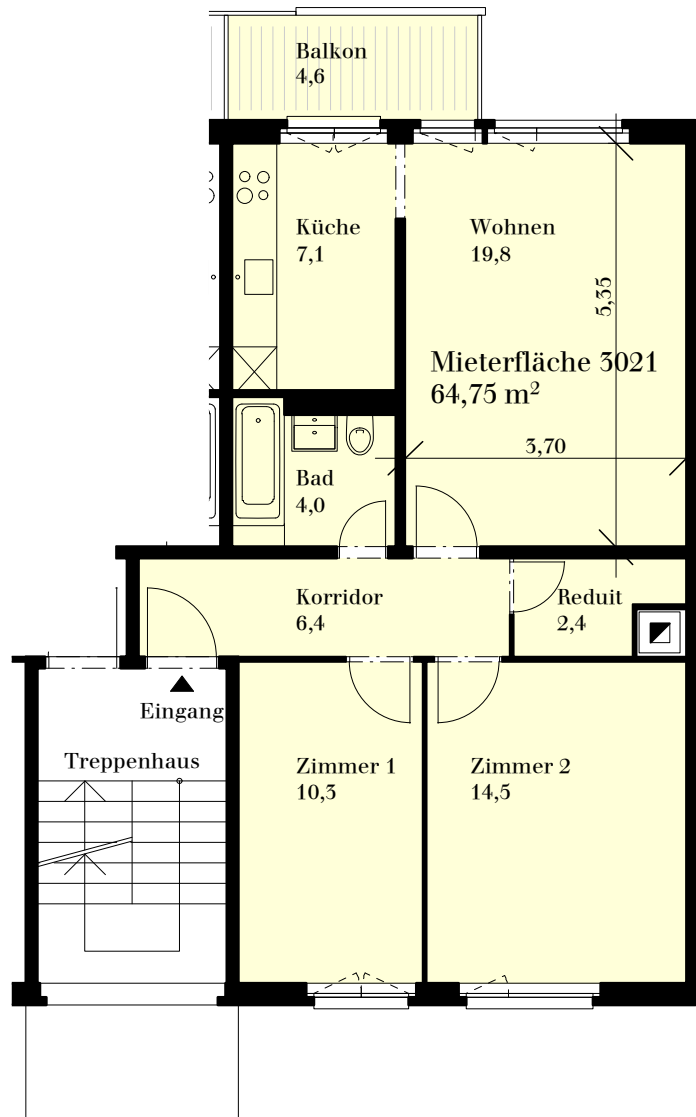 Balkon
4,6
Küche
7,1
Wohnen
19,8
5,35
Mieterfläche 3021
64,75 m²
3,70
Bad
4,0
Korridor
6,4
Reduit
2,4
Eingang
Treppenhaus
Zimmer 1
10,3
Zimmer 2
14,5